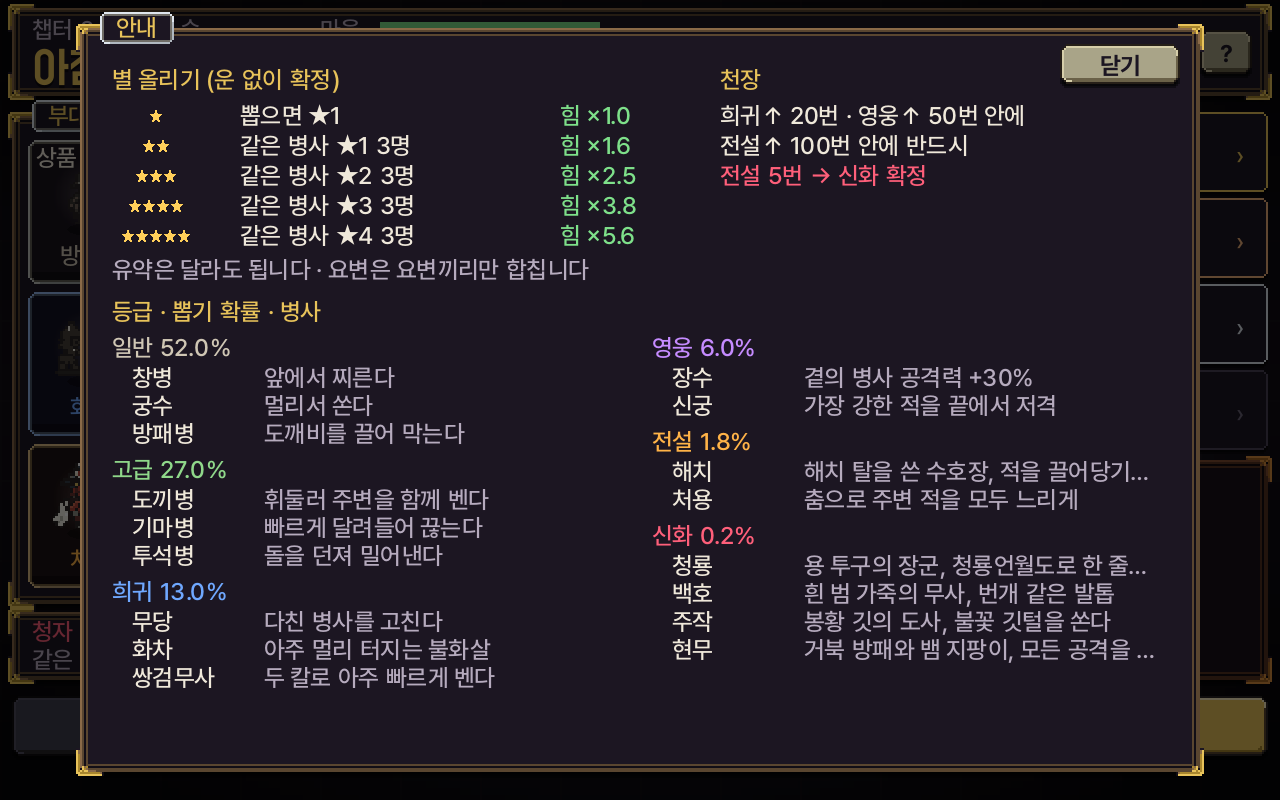 챕터
수
마을
안내
닫기
?
별 올리기 (운 없이 확정)
★ 뽑으면 ★1 힘 ×1.0
★★ 같은 병사 ★1 3명 힘 ×1.6
★★★ 같은 병사 ★2 3명 힘 ×2.5
★★★★ 같은 병사 ★3 3명 힘 ×3.8
★★★★★ 같은 병사 ★4 3명 힘 ×5.6
유약은 달라도 됩니다 · 요변은 요변끼리만 합칩니다
천장
희귀↑ 20번 · 영웅↑ 50번 안에
전설↑ 100번 안에 반드시
전설 5번 → 신화 확정
등급 · 뽑기 확률 · 병사
일반 52.0%
창병 앞에서 찌른다
궁수 멀리서 쏜다
방패병 도깨비를 끌어 막는다
고급 27.0%
도끼병 휘둘러 주변을 함께 벤다
기마병 빠르게 달려들어 끊는다
투석병 돌을 던져 밀어낸다
희귀 13.0%
무당 다친 병사를 고친다
화차 아주 멀리 터지는 불화살
쌍검무사 두 칼로 아주 빠르게 벤다
영웅 6.0%
장수 곁의 병사 공격력 +30%
신궁 가장 강한 적을 끝에서 저격
전설 1.8%
해치 해치 탈을 쓴 수호장, 적을 끌어당기...
처용 춤으로 주변 적을 모두 느리게
신화 0.2%
청룡 용 투구의 장군, 청룡언월도로 한 줄...
백호 흰 범 가죽의 무사, 번개 같은 발톱
주작 봉황 깃의 도사, 불꽃 깃털을 쏜다
현무 거북 방패와 뱀 지팡이, 모든 공격을 ...
상품
청자
같은